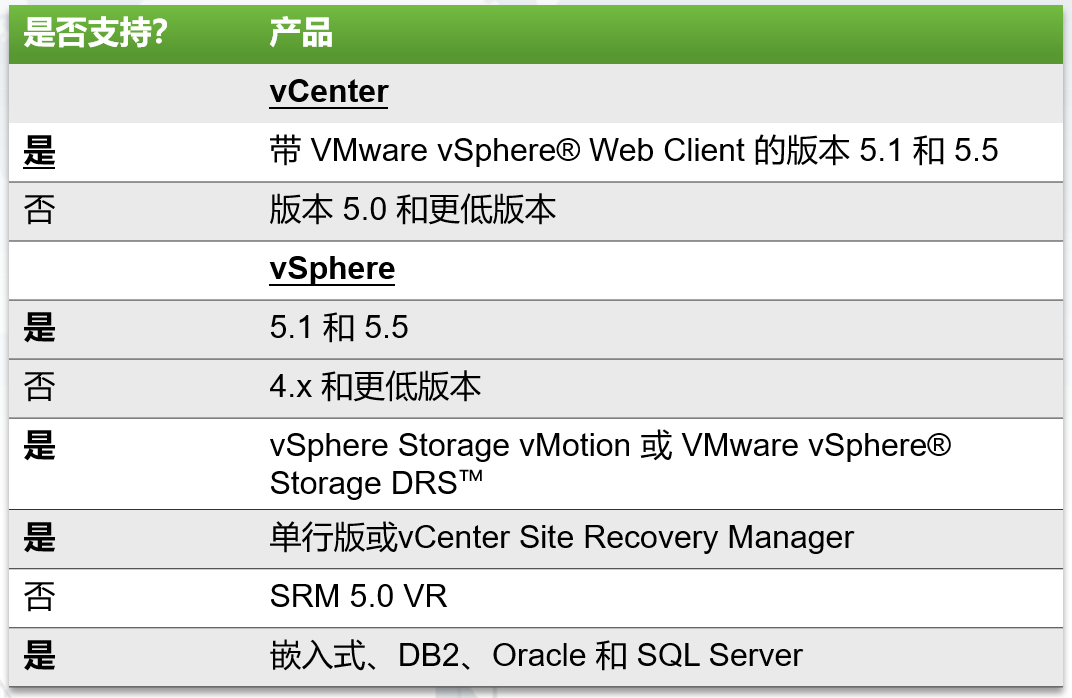 是否支持? 产品
vCenter
是 带 VMware vSphere® Web Client 的版本 5.1 和 5.5
否 版本 5.0 和更低版本
vSphere
是 5.1 和 5.5
否 4.x 和更低版本
是 vSphere Storage vMotion 或 VMware vSphere®
Storage DRS™
是 单行版或vCenter Site Recovery Manager
否 SRM 5.0 VR
是 嵌入式、DB2、Oracle 和 SQL Server